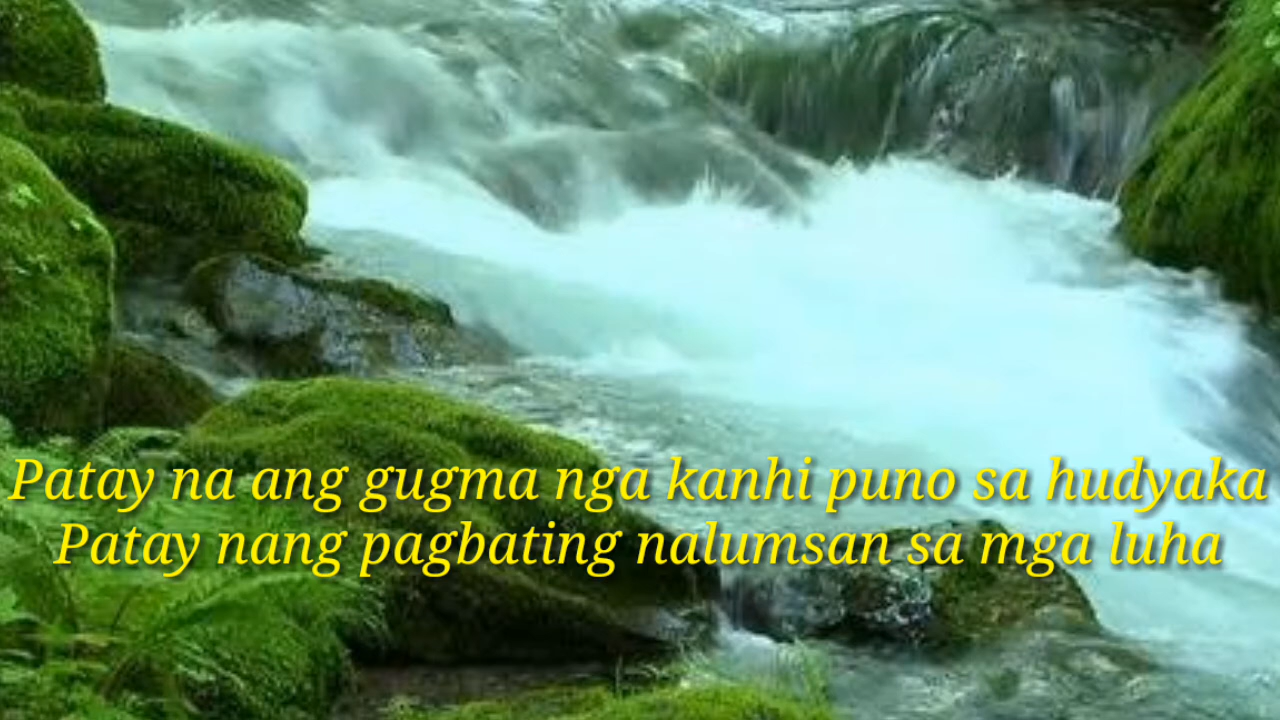 Patay na ang gugma nga kanhi puno sa hudyaka
Patay nang pagbating nalumsan sa mga luha